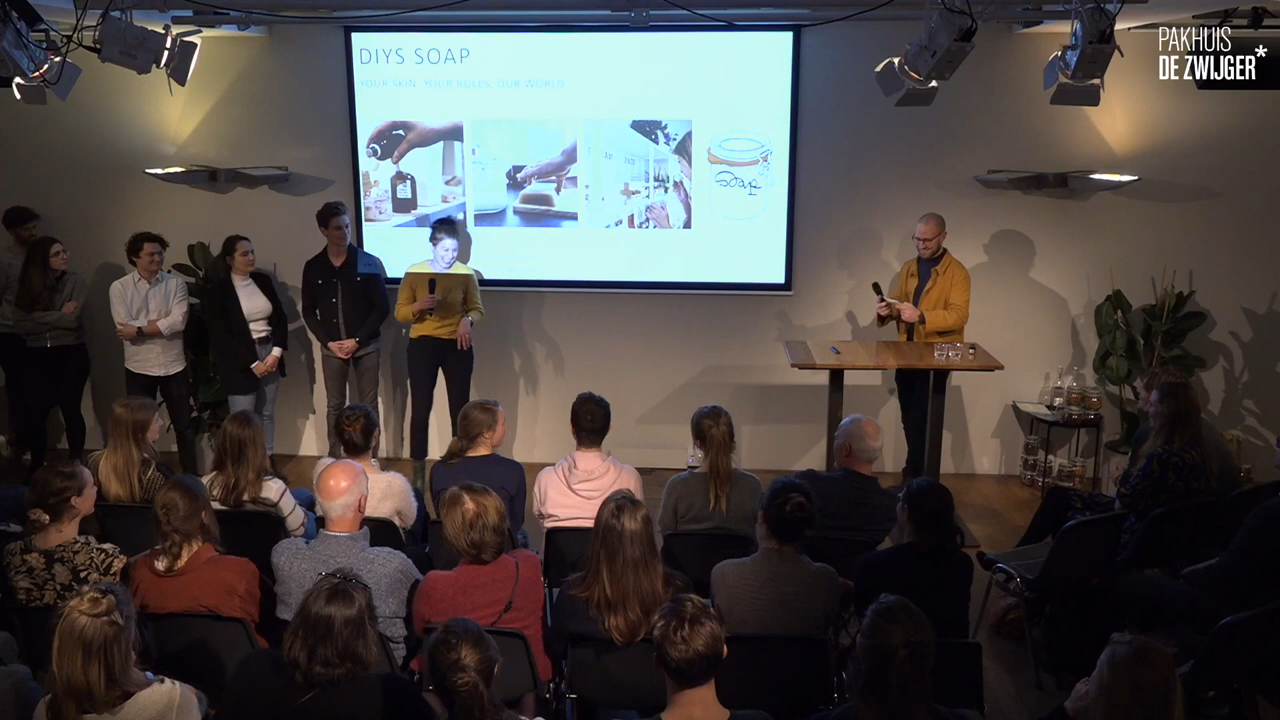 DIYS SOAP
YOUR SKIN, YOUR RULES, OUR WORLD
soap
PAKHUIS
DE ZWIJGER*